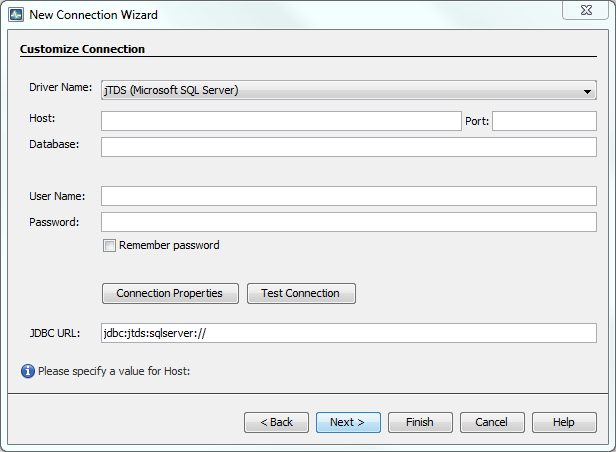 New Connection Wizard
Customize Connection
Driver Name: jTDS (Microsoft SQL Server)
Host: Port:
Database:
User Name:
Password:
Remember password
Connection Properties Test Connection
JDBC URL: jdbc:jtds:sqlserver://
Please specify a value for Host:
< Back Next > Finish Cancel Help